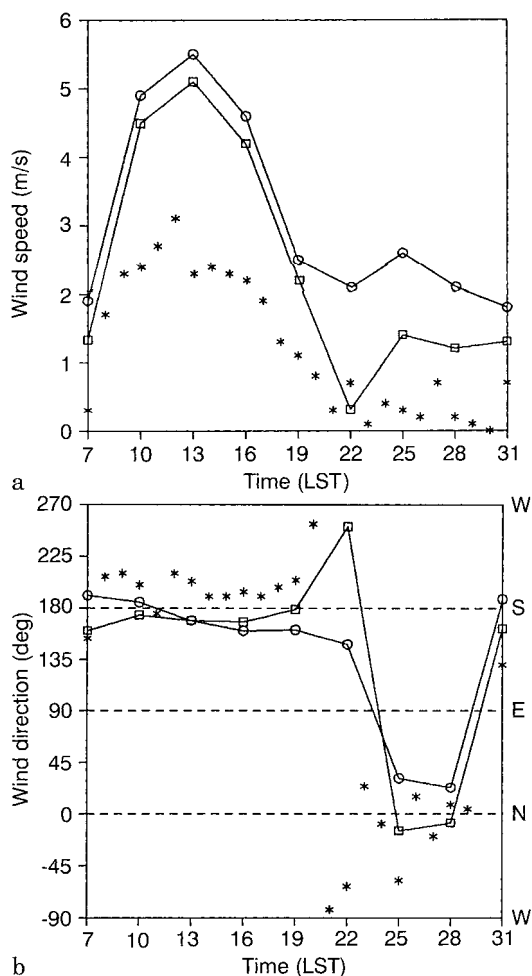 6
5
4
3
2
1
0
Wind speed (m/s)
7 10 13 16 19 22 25 28 31
Time (LST)
a
270 W
225
180 S
135
90 E
45
0 N
-45
-90 W
Wind direction (deg)
7 10 13 16 19 22 25 28 31
Time (LST)
b